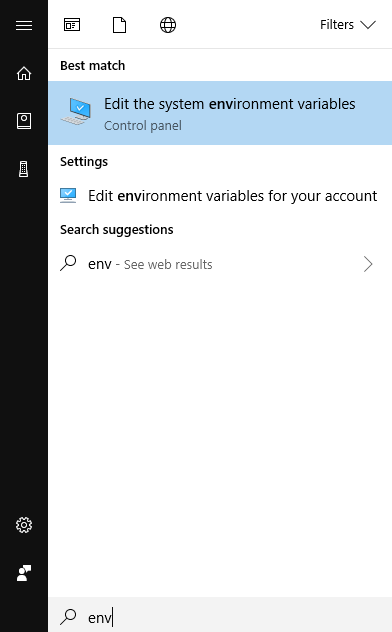 Filters
Best match
Edit the system environment variables
Control panel
Settings
Edit environment variables for your account
Search suggestions
env - See web results
env